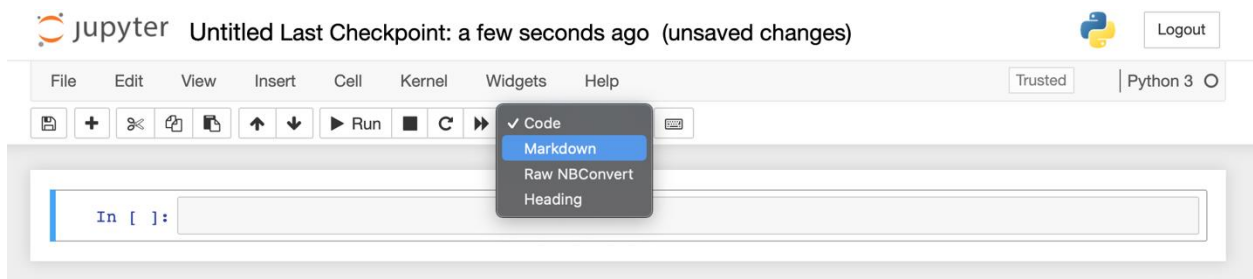 jupyter Untitled Last Checkpoint: a few seconds ago (unsaved changes) Logout
File Edit View Insert Cell Kernel Widgets Help Trusted Python 3
Run ✓ Code
Markdown
Raw NBConvert
Heading
In [ ]: